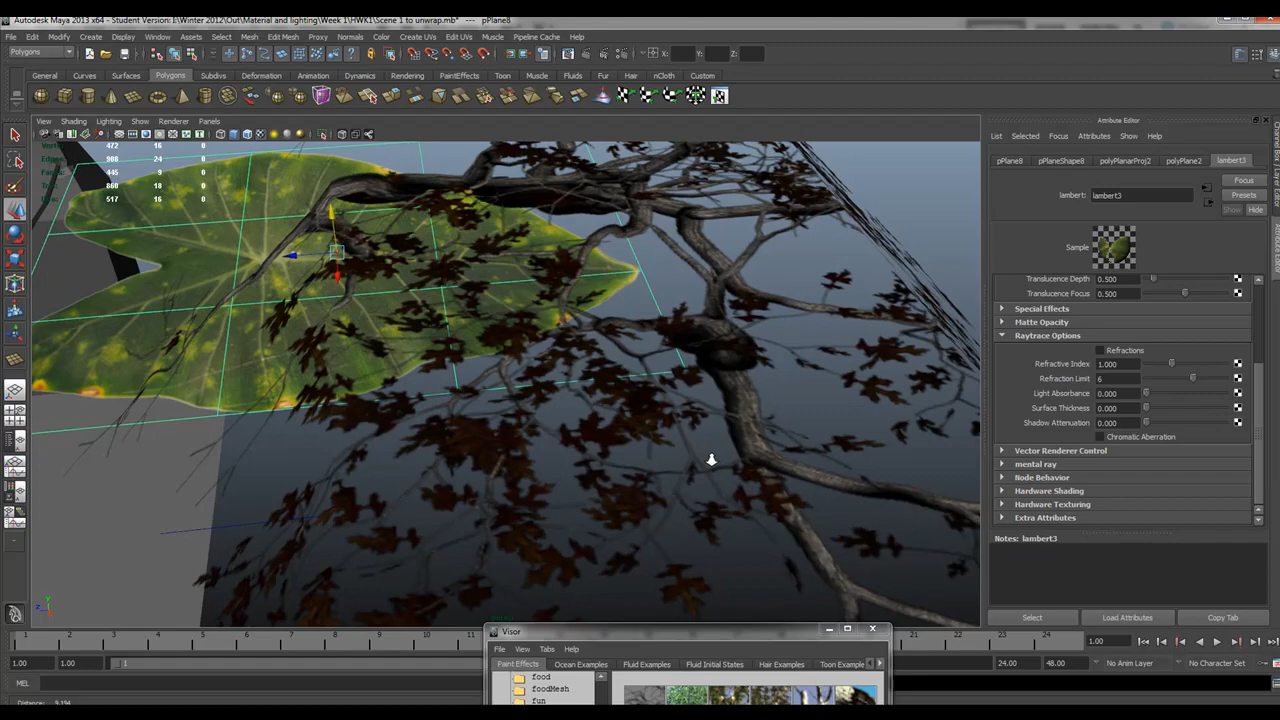 Autodesk Maya 2013 x64 - Student Version: I:\Winter 2012\Out\Material and lighting\Week 1\HWK1\Scene 1 to unwrap.mb* --- pPlane8
File Edit Modify Create Display Window Assets Select Mesh Edit Mesh Proxy Normals Color Create UVs Edit UVs Muscle Pipeline Cache Help
Polygons X: Y: Z:
General Curves Surfaces Polygons Subdivs Deformation Animation Dynamics Rendering PaintEffects Toon Muscle Fluids Fur Hair nCloth Custom
View Shading Lighting Show Renderer Panels
Attribute Editor
List Selected Focus Attributes Show Help
472 16 0
Edges: 908 24 0
445 9 0
860 18 0
517 16 0
pPlane8 pPlaneShape8 polyPlanarProj2 polyPlane2 lambert3
Focus
lambert: lambert3 Presets
Show Hide
Sample
Translucence Depth 0.500
Translucence Focus 0.500
Special Effects
Matte Opacity
Raytrace Options
Refractions
Refractive Index 1.000
Refraction Limit 6
Light Absorbance 0.000
Surface Thickness 0.000
Shadow Attenuation 0.000
Chromatic Aberration
Vector Renderer Control
mental ray
Node Behavior
Hardware Shading
Hardware Texturing
Extra Attributes
Notes: lambert3
Select Load Attributes Copy Tab
y
z
1 2 3 4 5 6 7 8 9 10 11 18 19 20 21 22 23 24 1.00
1.00 1.00 1 24.00 48.00 No Anim Layer No Character Set
MEL
Distance: 9.194
Visor
File View Tabs Help
Paint Effects Ocean Examples Fluid Examples Fluid Initial States Hair Examples Toon Example
food
foodMesh
fun